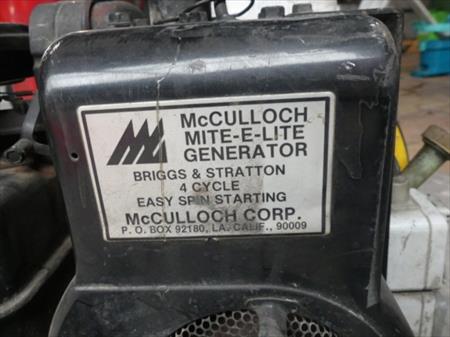 McCULLOCH
MITE-E-LITE
GENERATOR
BRIGGS & STRATTON
4 CYCLE
EASY SPIN STARTING
McCULLOCH CORP.
P. O. BOX 92180, LA. CALIF., 90009